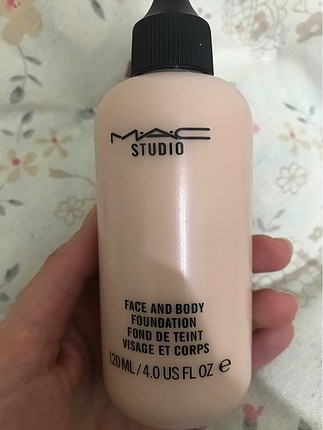 M·A·C
STUDIO
FACE AND BODY
FOUNDATION
FOND DE TEINT
VISAGE ET CORPS
120 ML / 4.0 US FL OZ e